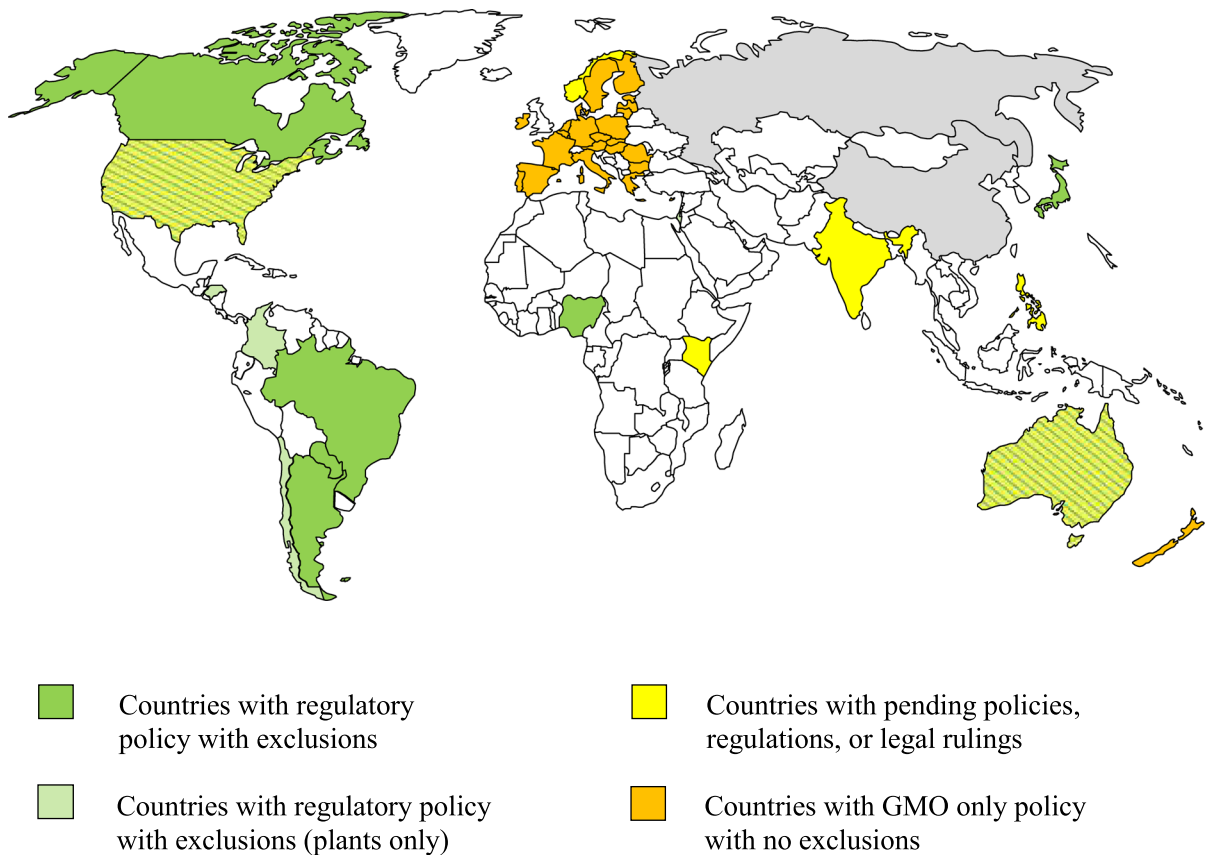 Countries with regulatory
policy with exclusions
Countries with regulatory policy
with exclusions (plants only)
Countries with pending policies,
regulations, or legal rulings
Countries with GMO only policy
with no exclusions